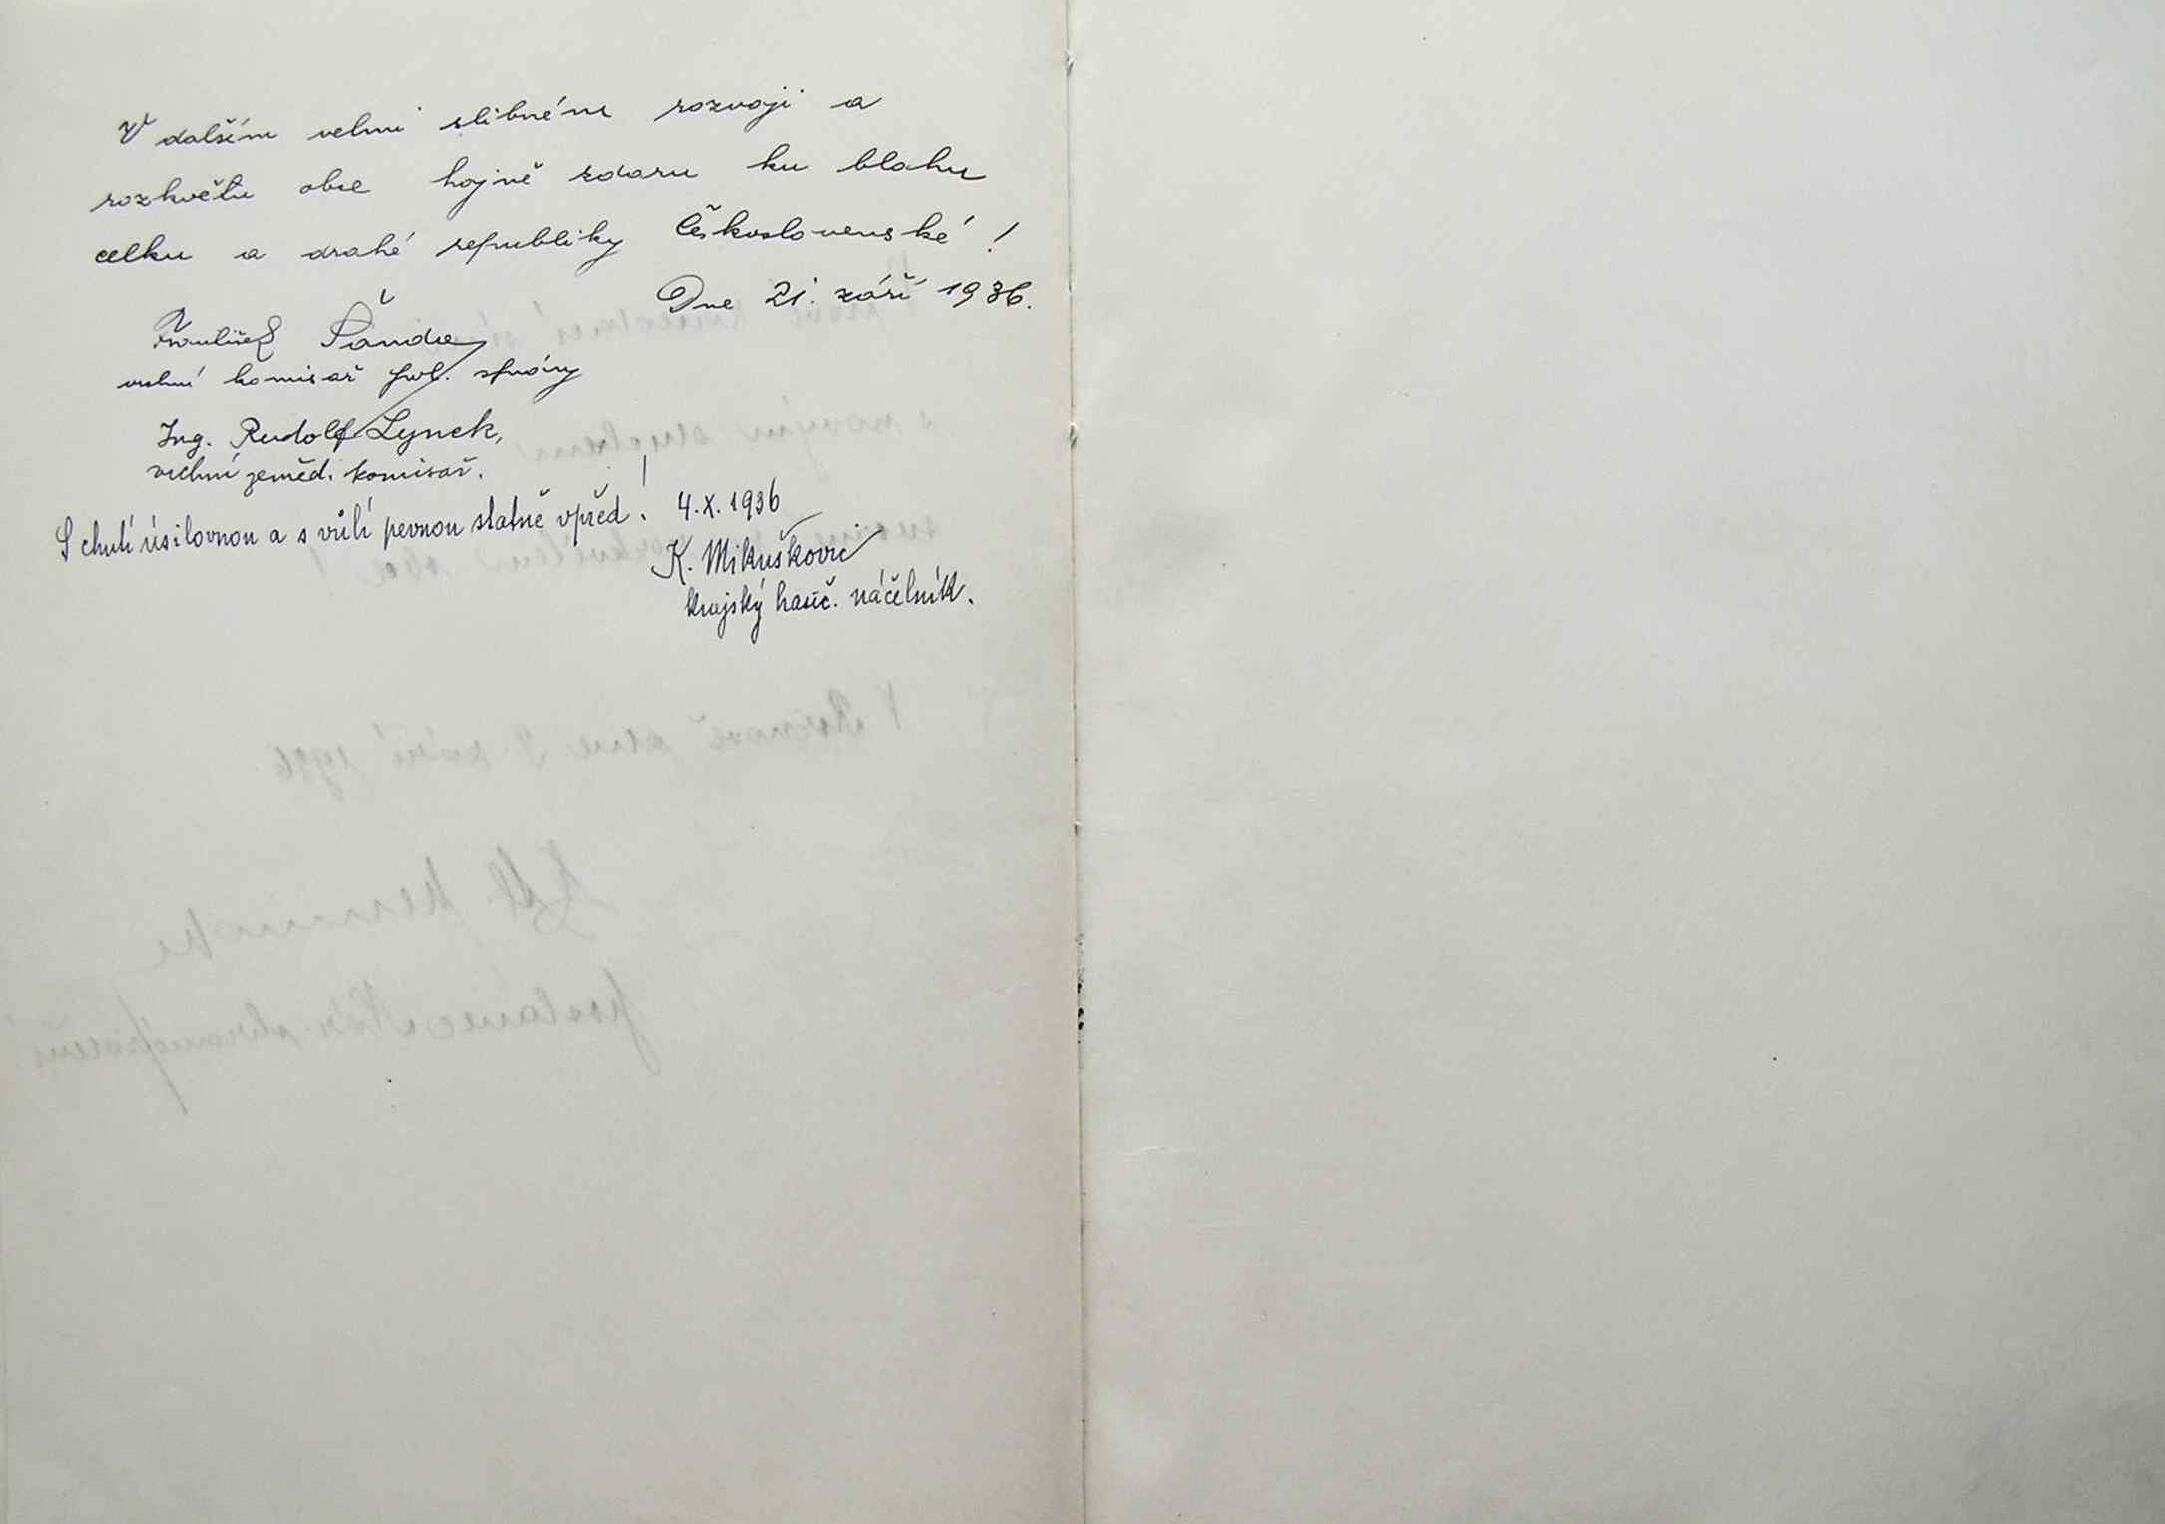 V dalším velmi slibném rozvoji a
rozkvětu obce hojně zdaru ku blahu
celku a drahé republiky Československé!
Dne 21. září 1936.
František Šanda
vrchní komisař pol. správy
Ing. Rudolf Lynek,
vrchní zeměd. komisař.
S chutí úsilovnou a s vůlí pevnou statně vpřed! 4.X.1936
K. Mikuškovic
krajský hasič. náčelník.